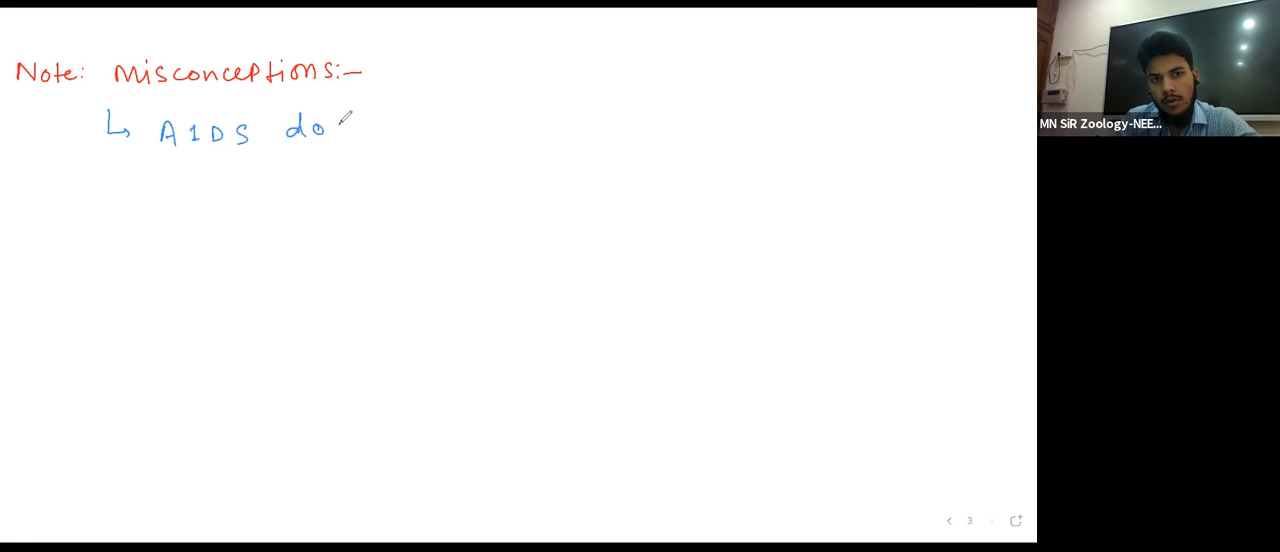 Note: Misconceptions:-
↳ AIDS do
MN SiR Zoology-NEE...
3